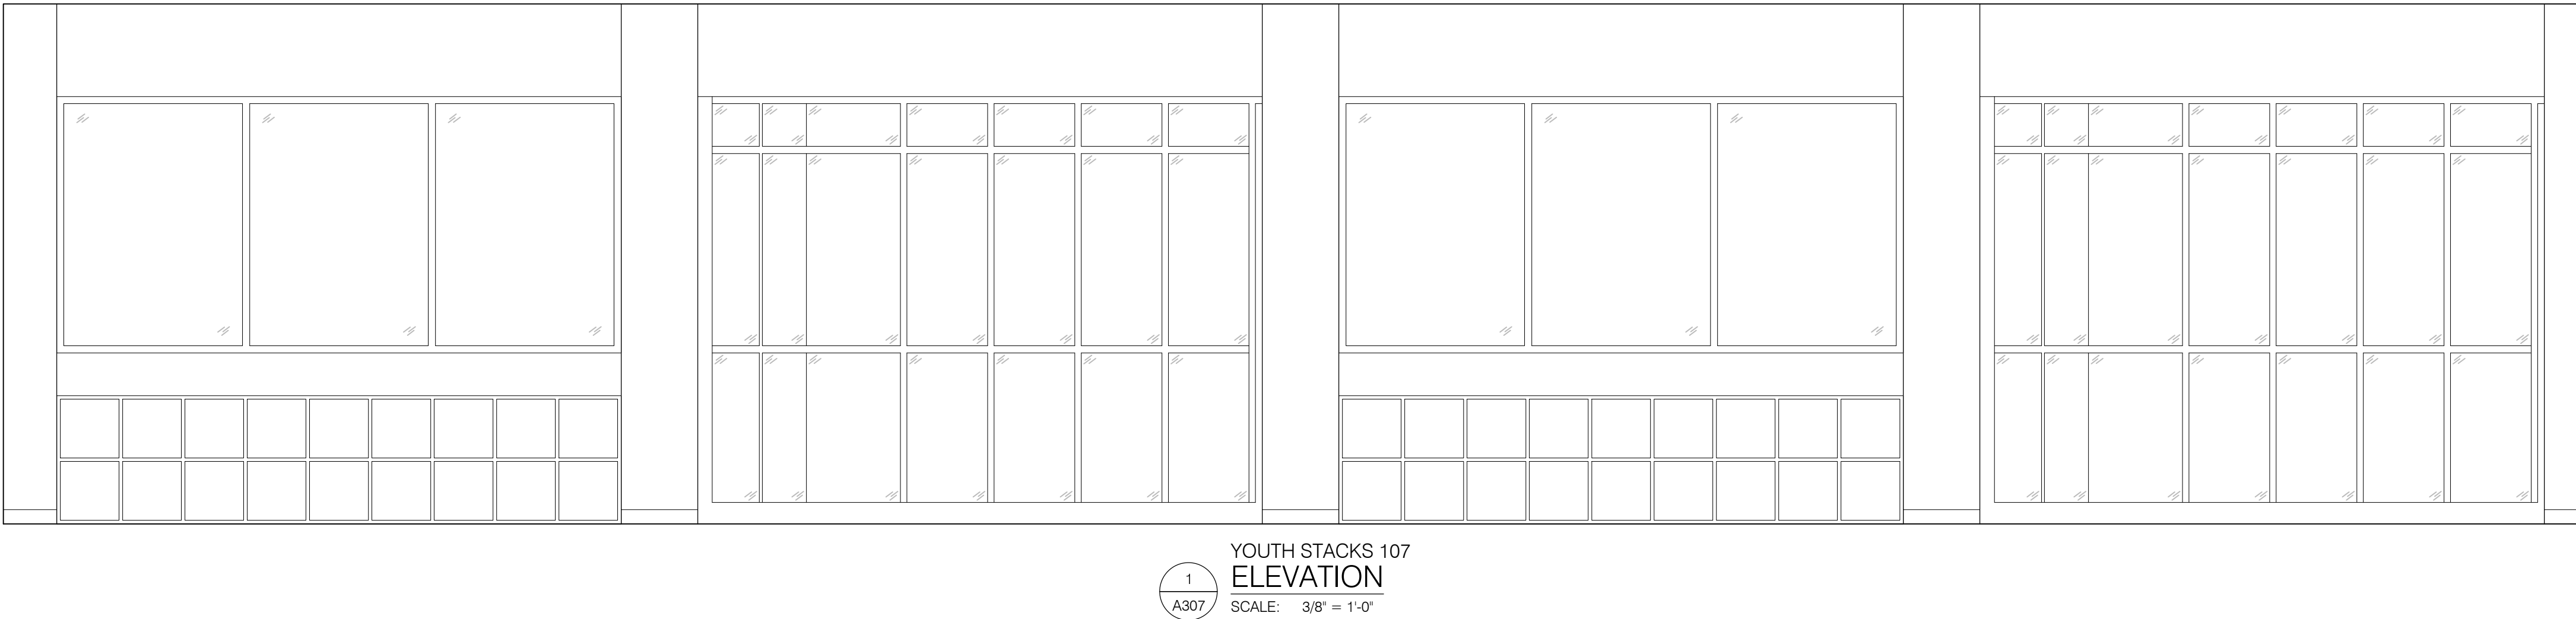 YOUTH STACKS 107
1
ELEVATION
A307
SCALE: 3/8" = 1'-0"